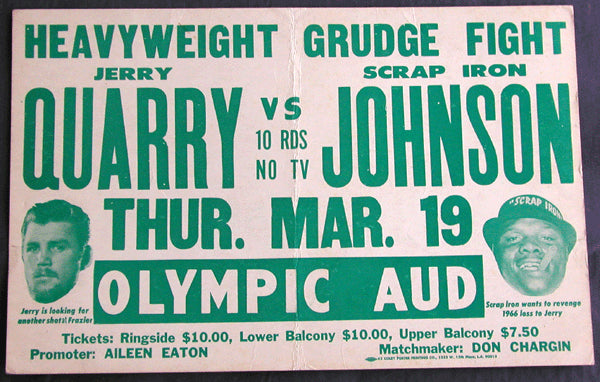 HEAVYWEIGHT GRUDGE FIGHT
JERRY
SCRAP IRON
QUARRY
VS
JOHNSON
10 RDS
NO TV
THUR. MAR. 19
"SCRAP IRON
OLYMPIC AUD
Jerry is looking for
another shot at Frazier
Scrap Iron wants to revenge
1966 loss to Jerry
Tickets: Ringside $10.00, Lower Balcony $10.00, Upper Balcony $7.50
Promoter: AILEEN EATON
Matchmaker: DON CHARGIN